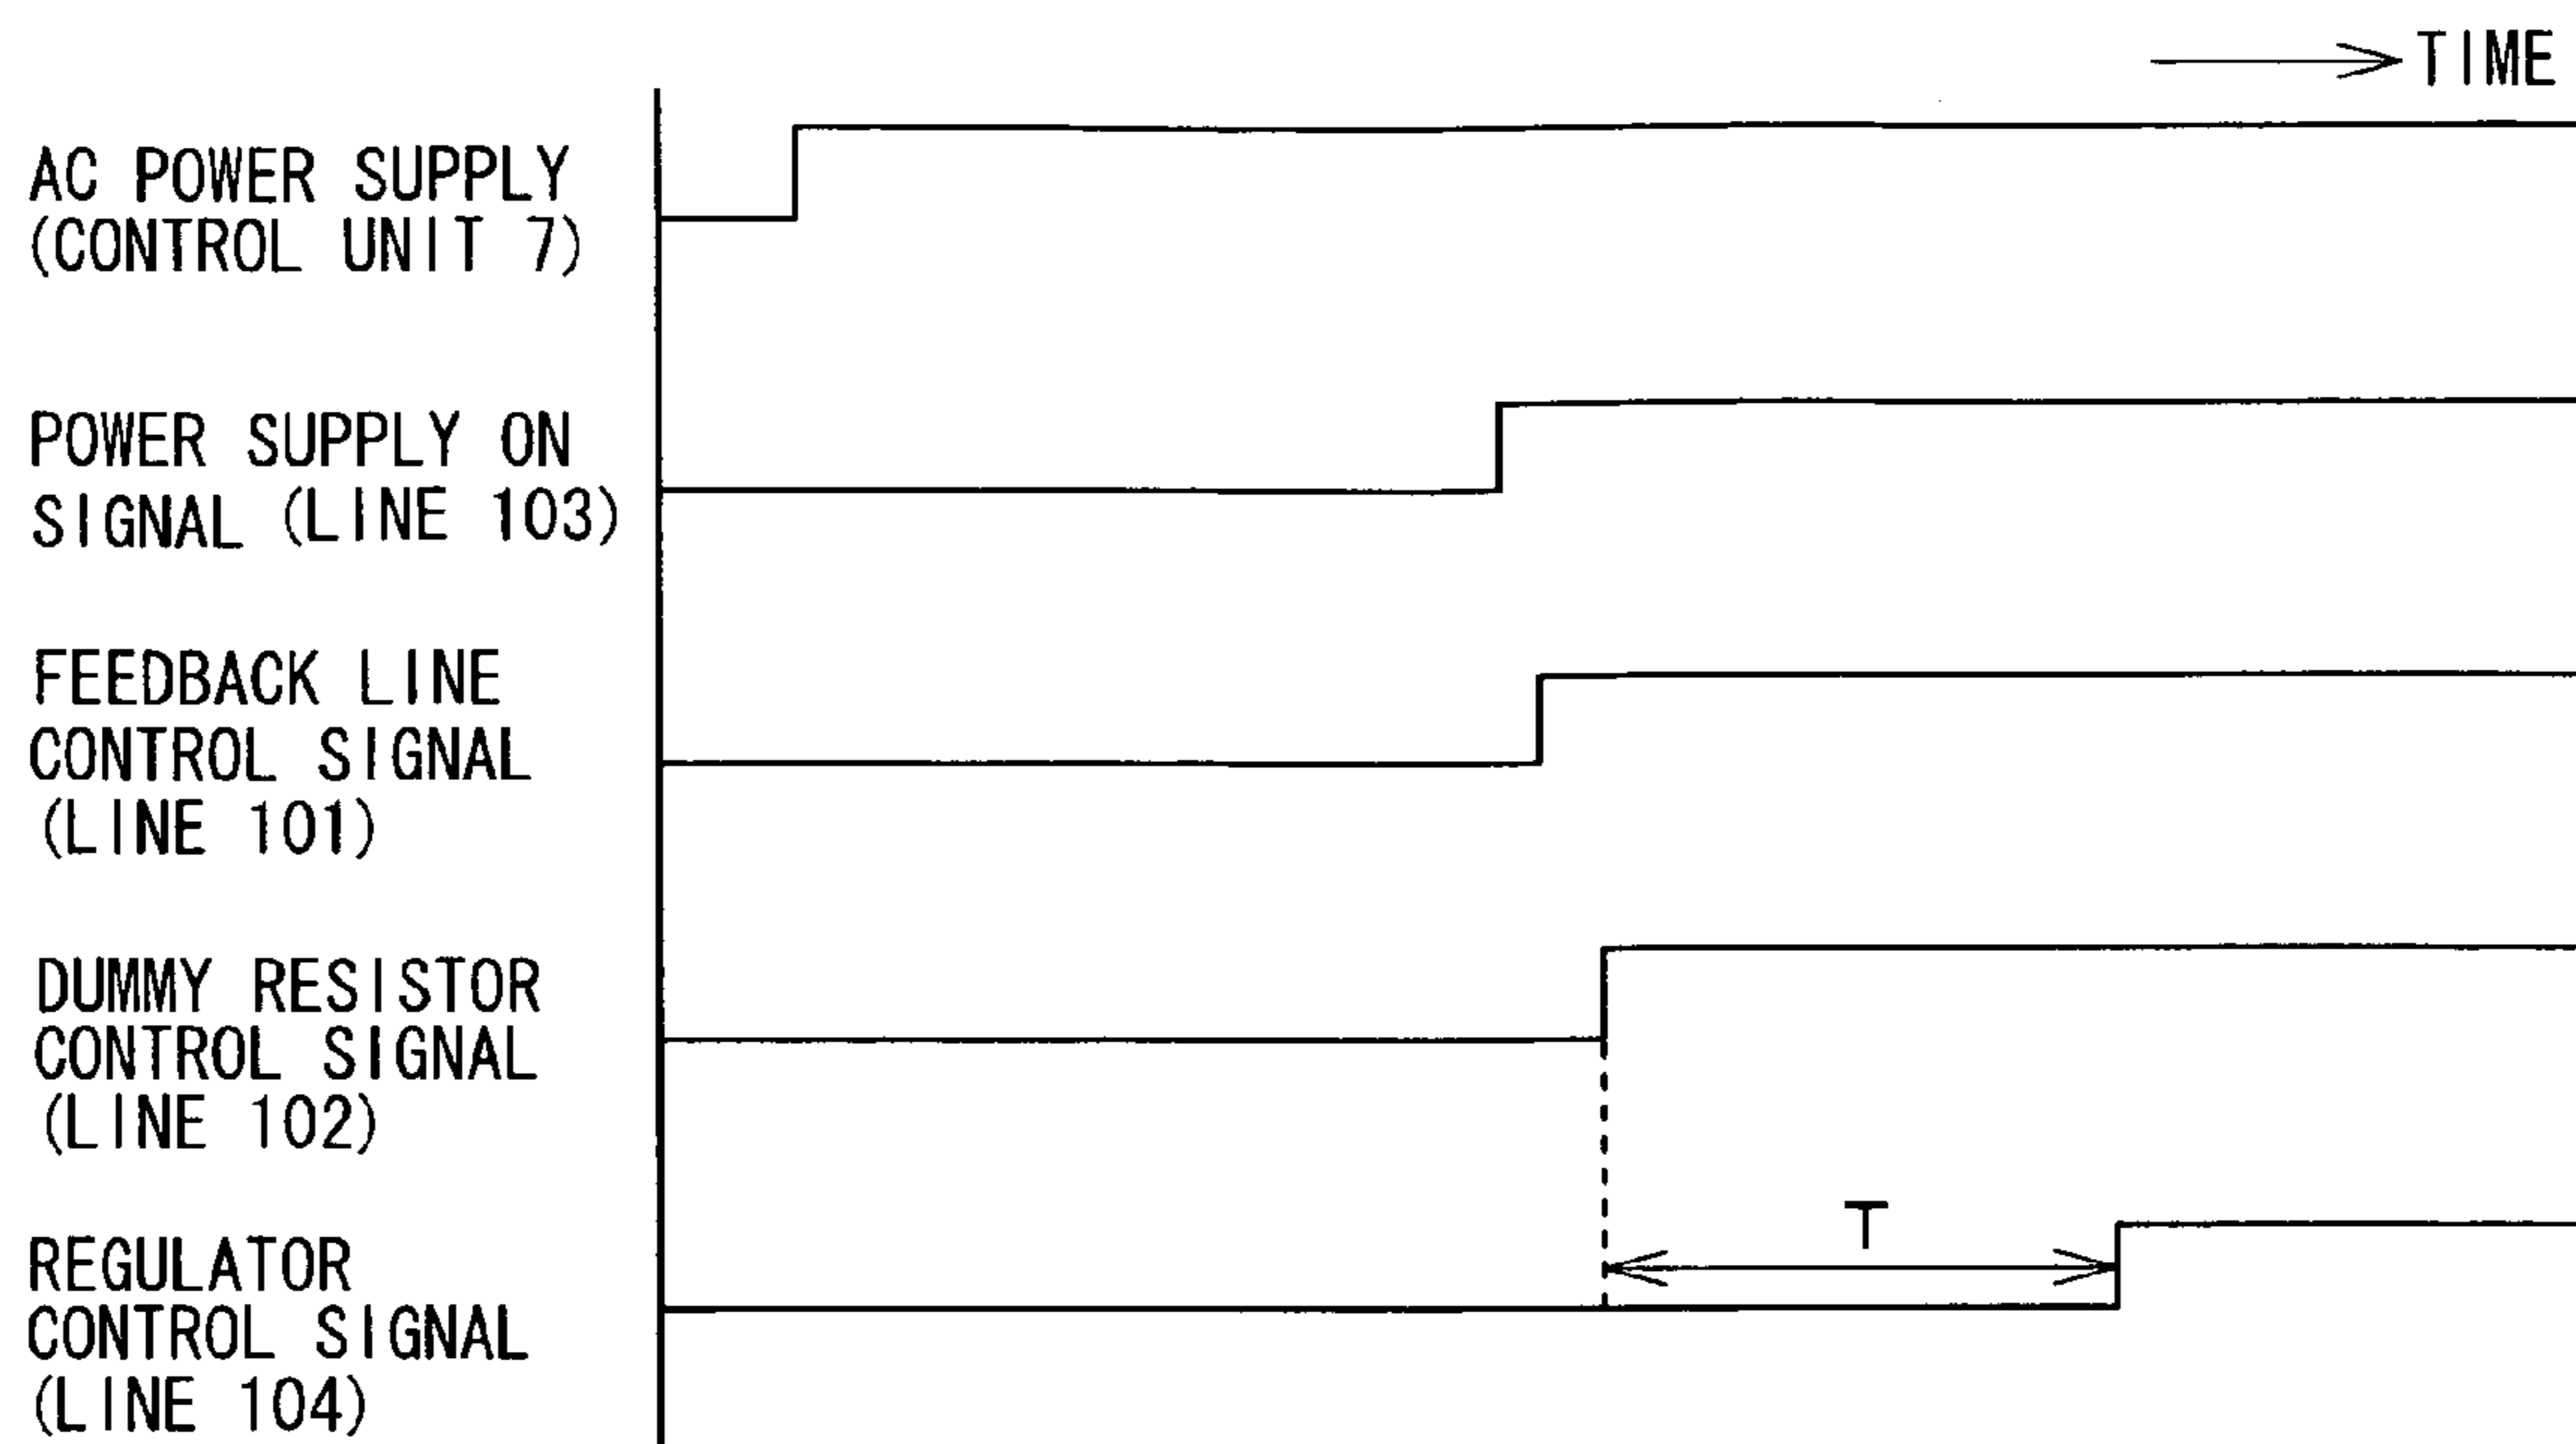 TIME
AC POWER SUPPLY
(CONTROL UNIT 7)
POWER SUPPLY ON
SIGNAL (LINE 103)
FEEDBACK LINE
CONTROL SIGNAL
(LINE 101)
DUMMY RESISTOR
CONTROL SIGNAL
(LINE 102)
T
REGULATOR
CONTROL SIGNAL
(LINE 104)